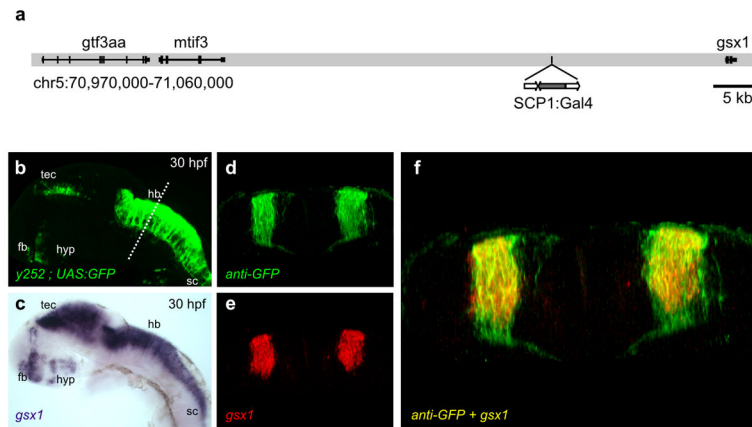 a
gtf3aa mtif3 gsx1
chr5:70,970,000-71,060,000
SCP1:Gal4
5 kb
b 30 hpf
tec
hb
fb hyp
sc
y252 ; UAS:GFP
c 30 hpf
tec
hb
fb hyp
sc
gsx1
d
anti-GFP
e
gsx1
f
anti-GFP + gsx1